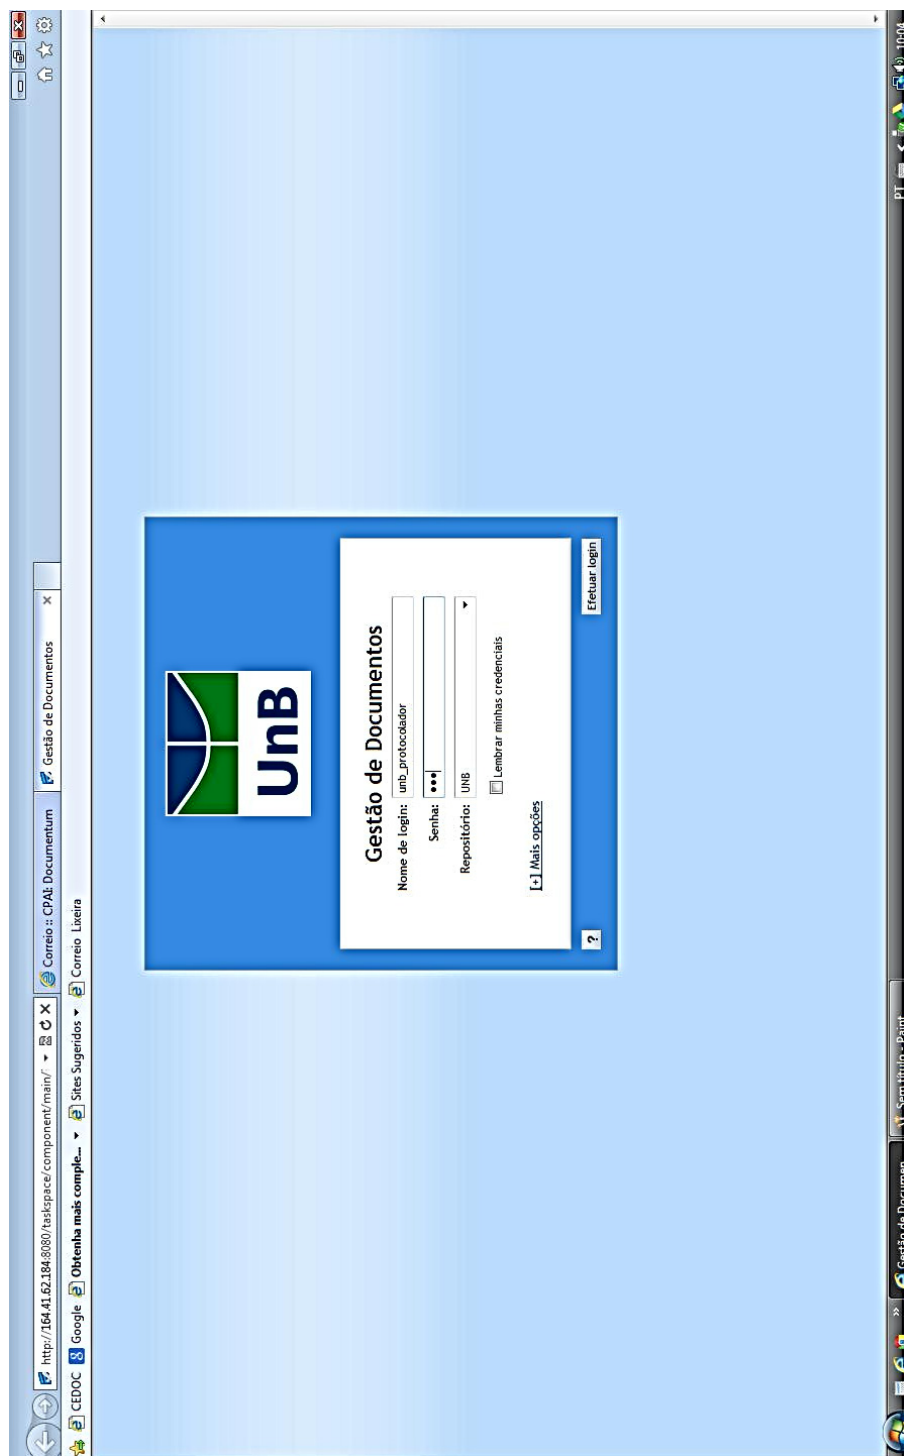 http://164.41.62.184:8080/taskspace/component/main/
Correio :: CPAI: Documentum
Gestão de Documentos
CEDOC
Google
Obtenha mais comple...
Sites Sugeridos
Correio
Lixeira
UnB
Gestão de Documentos
Nome de login: unb_protocolador
Senha: •••
Repositório: UNB
Lembrar minhas credenciais
[+] Mais opções
?
Efetuar login
Gestão de Documen
Sem título - Paint
PT
10:04